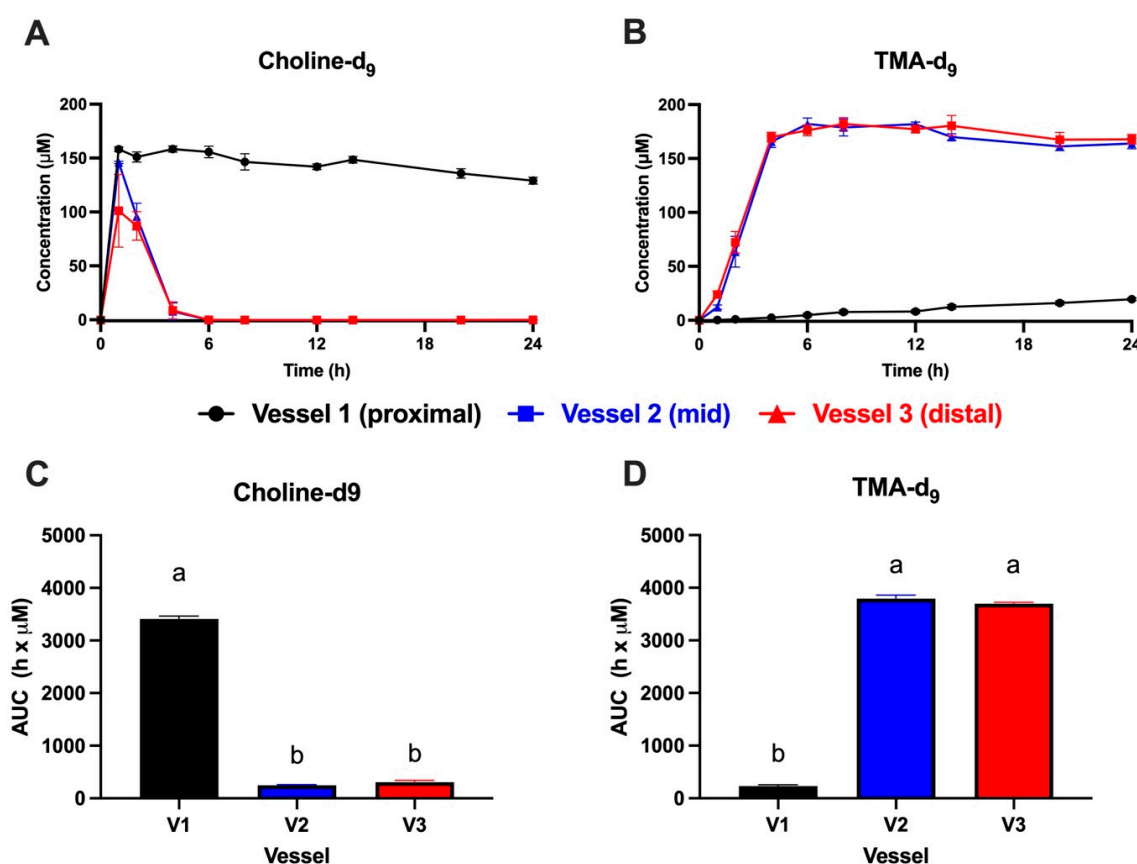 A
Choline-d₉
Concentration (µM)
200
150
100
50
0
0 6 12 18 24
Time (h)
B
TMA-d₉
Concentration (µM)
200
150
100
50
0
0 6 12 18 24
Time (h)
Vessel 1 (proximal) Vessel 2 (mid) Vessel 3 (distal)
C
Choline-d9
AUC (h x µM)
5000
4000
3000
2000
1000
0
a
b
b
V1 V2 V3
Vessel
D
TMA-d₉
AUC (h x µM)
5000
4000
3000
2000
1000
0
b
a
a
V1 V2 V3
Vessel